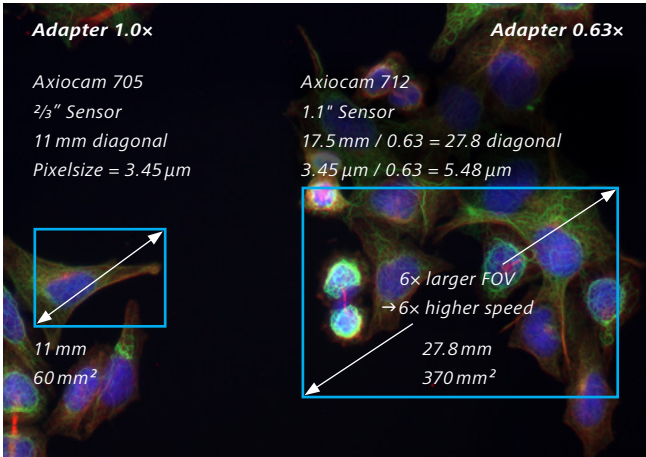 Adapter 1.0×
Axiocam 705
⅔" Sensor
11 mm diagonal
Pixelsize = 3.45 µm
11 mm
60 mm²
Adapter 0.63×
Axiocam 712
1.1" Sensor
17.5 mm / 0.63 = 27.8 diagonal
3.45 µm / 0.63 = 5.48 µm
6× larger FOV
→ 6× higher speed
27.8 mm
370 mm²